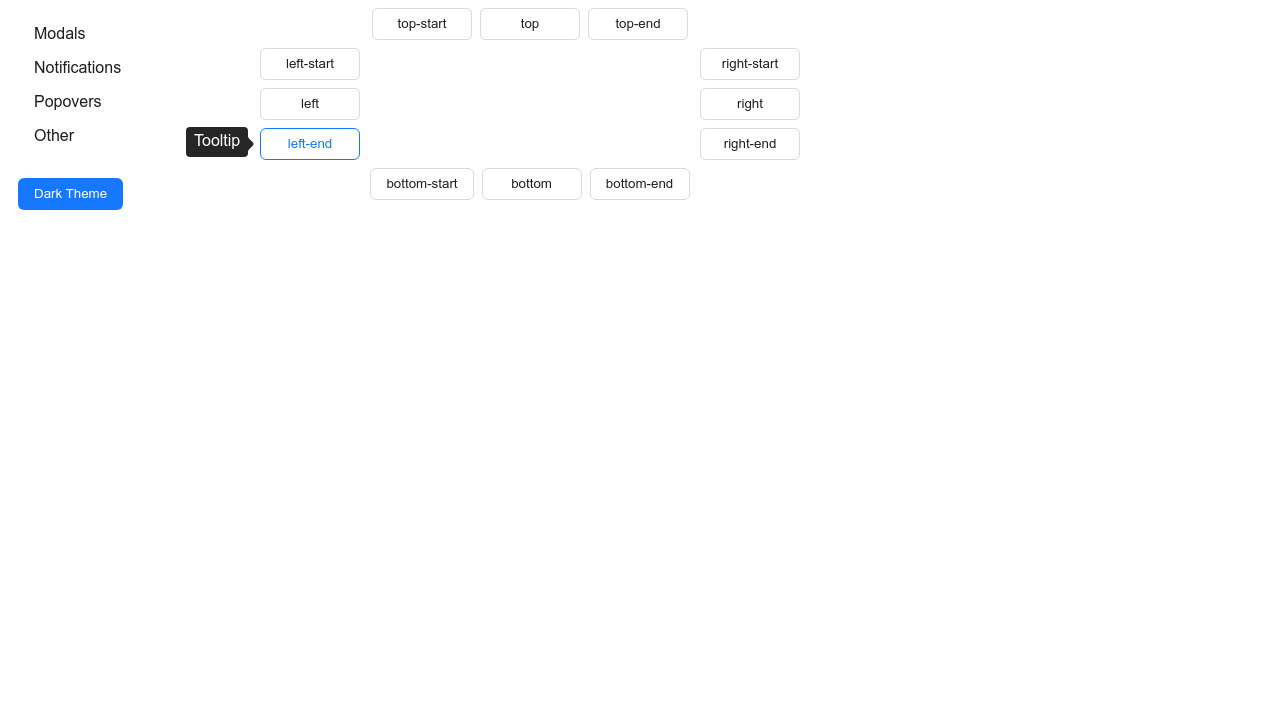 Modals
Notifications
Popovers
Other
Dark Theme
top-start
top
top-end
left-start
right-start
left
right
Tooltip
left-end
right-end
bottom-start
bottom
bottom-end